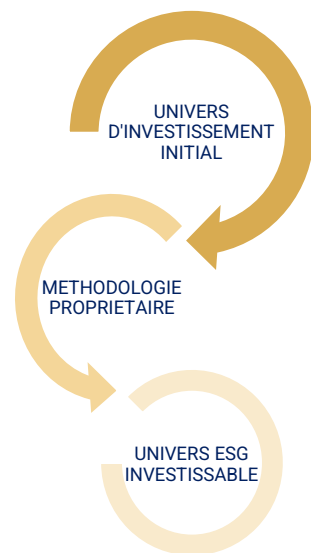 UNIVERS
D'INVESTISSEMENT
INITIAL
METHODOLOGIE
PROPRIETAIRE
UNIVERS ESG
INVESTISSABLE